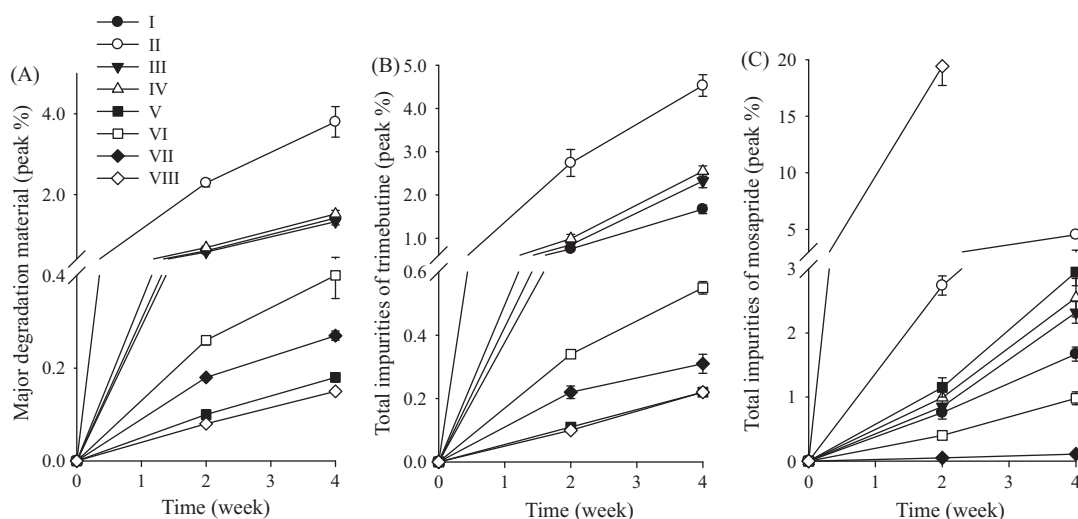 I
II
III
IV
V
VI
VII
VIII
(A)
Major degradation material (peak %)
4.0
2.0
0.4
0.2
0.0
0 1 2 3 4
Time (week)
(B)
Total impurities of trimebutine (peak %)
5.0
4.0
3.0
2.0
1.0
0.6
0.4
0.2
0.0
0 1 2 3 4
Time (week)
(C)
Total impurities of mosapride (peak %)
20
15
10
5
3
2
1
0
0 1 2 3 4
Time (week)